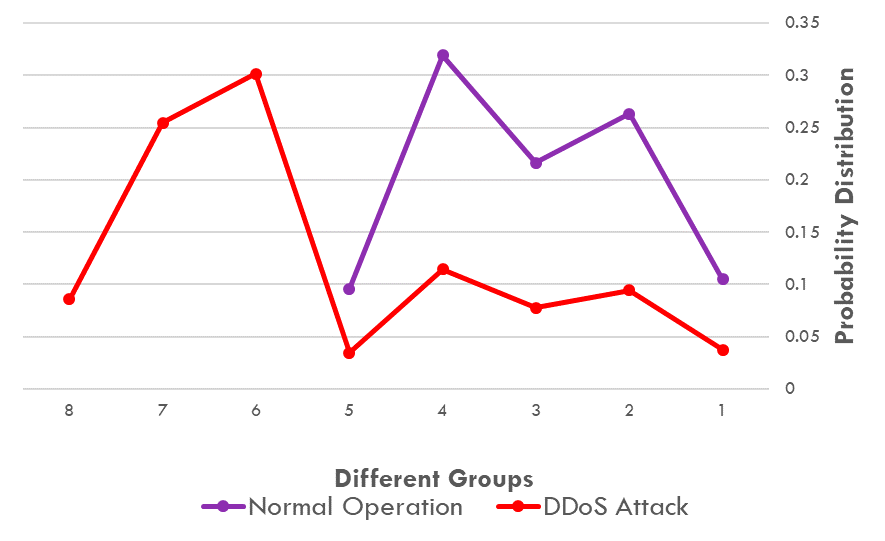 0.35
0.3
0.25
0.2
0.15
0.1
0.05
0
Probability Distribution
8 7 6 5 4 3 2 1
Different Groups
Normal Operation DDoS Attack